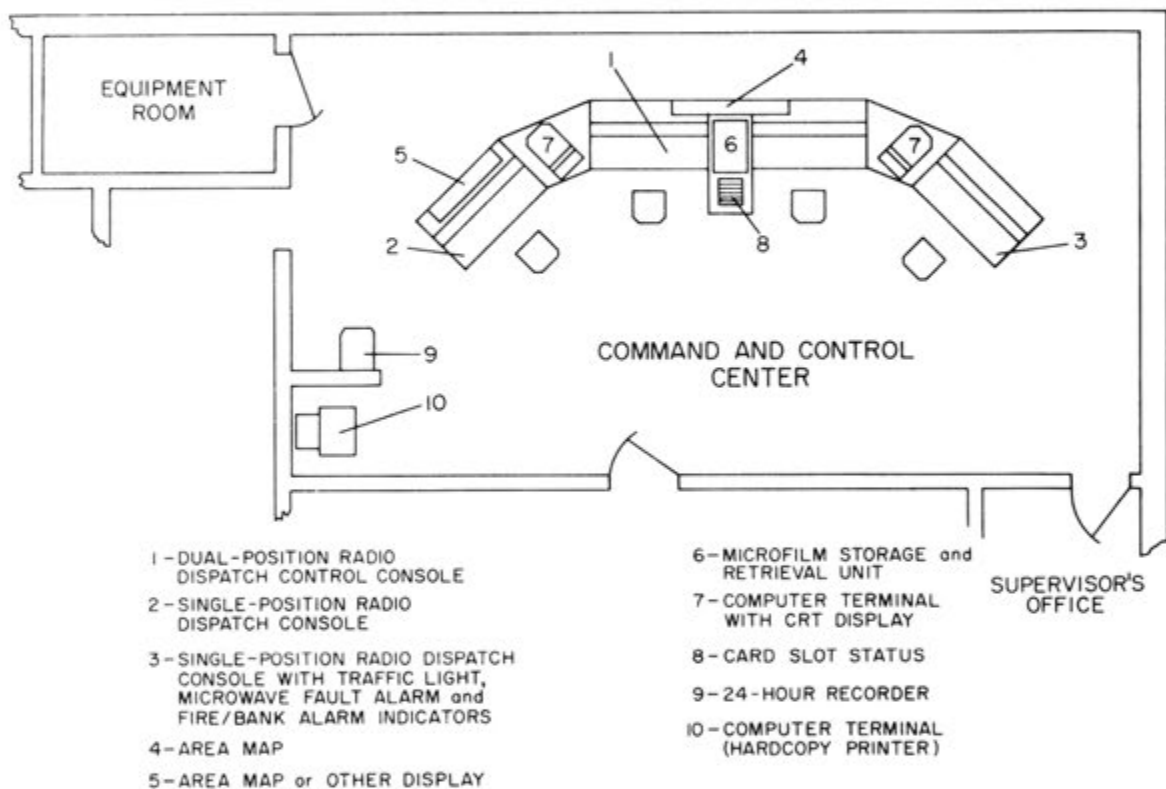 EQUIPMENT
ROOM
1
4
7
6
7
5
2
8
3
9
10
COMMAND AND CONTROL
CENTER
1-DUAL-POSITION RADIO
DISPATCH CONTROL CONSOLE
2-SINGLE-POSITION RADIO
DISPATCH CONSOLE
3-SINGLE-POSITION RADIO DISPATCH
CONSOLE WITH TRAFFIC LIGHT,
MICROWAVE FAULT ALARM and
FIRE/BANK ALARM INDICATORS
4-AREA MAP
5-AREA MAP or OTHER DISPLAY
6-MICROFILM STORAGE and
RETRIEVAL UNIT
7-COMPUTER TERMINAL
WITH CRT DISPLAY
8-CARD SLOT STATUS
9-24-HOUR RECORDER
10-COMPUTER TERMINAL
(HARDCOPY PRINTER)
SUPERVISOR'S
OFFICE